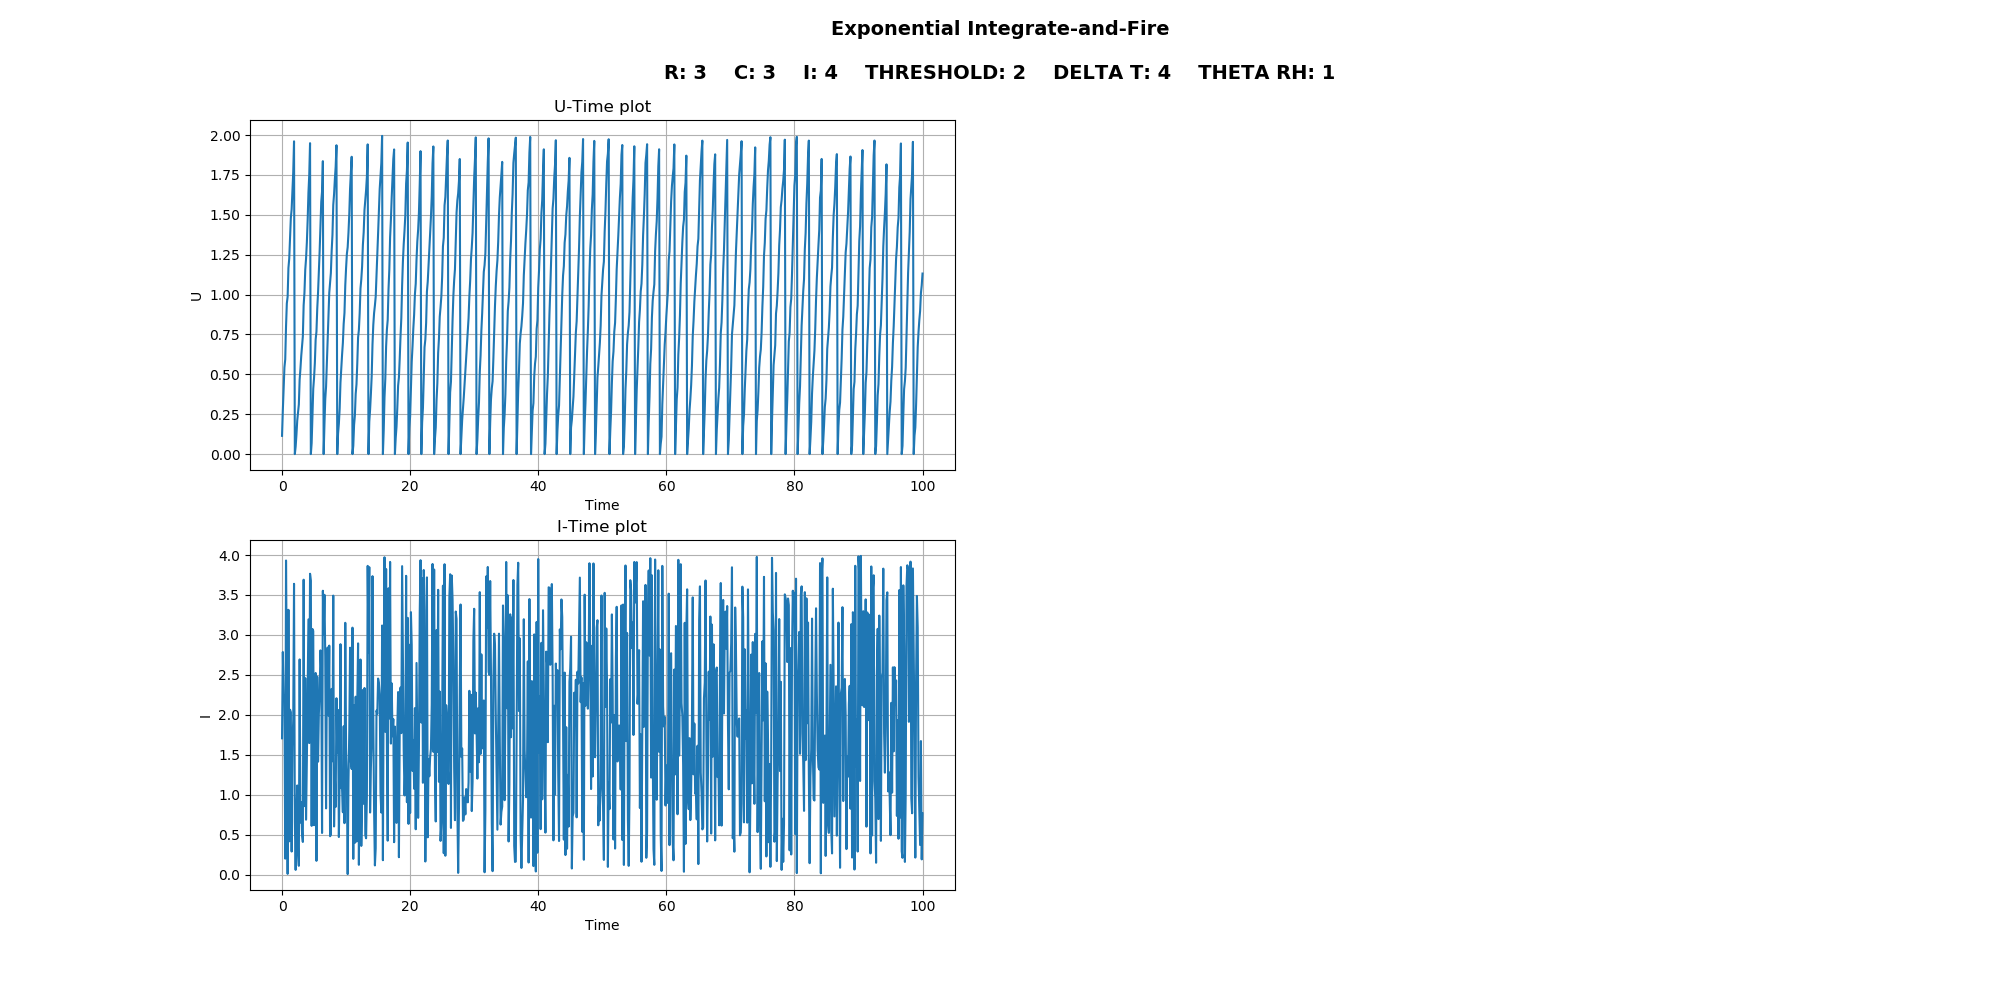 Exponential Integrate-and-Fire
R: 3    C: 3    I: 4    THRESHOLD: 2    DELTA T: 4    THETA RH: 1
U-Time plot
2.00
1.75
1.50
1.25
1.00
0.75
0.50
0.25
0.00
U
0 20 40 60 80 100
Time
I-Time plot
4.0
3.5
3.0
2.5
2.0
1.5
1.0
0.5
0.0
I
0 20 40 60 80 100
Time